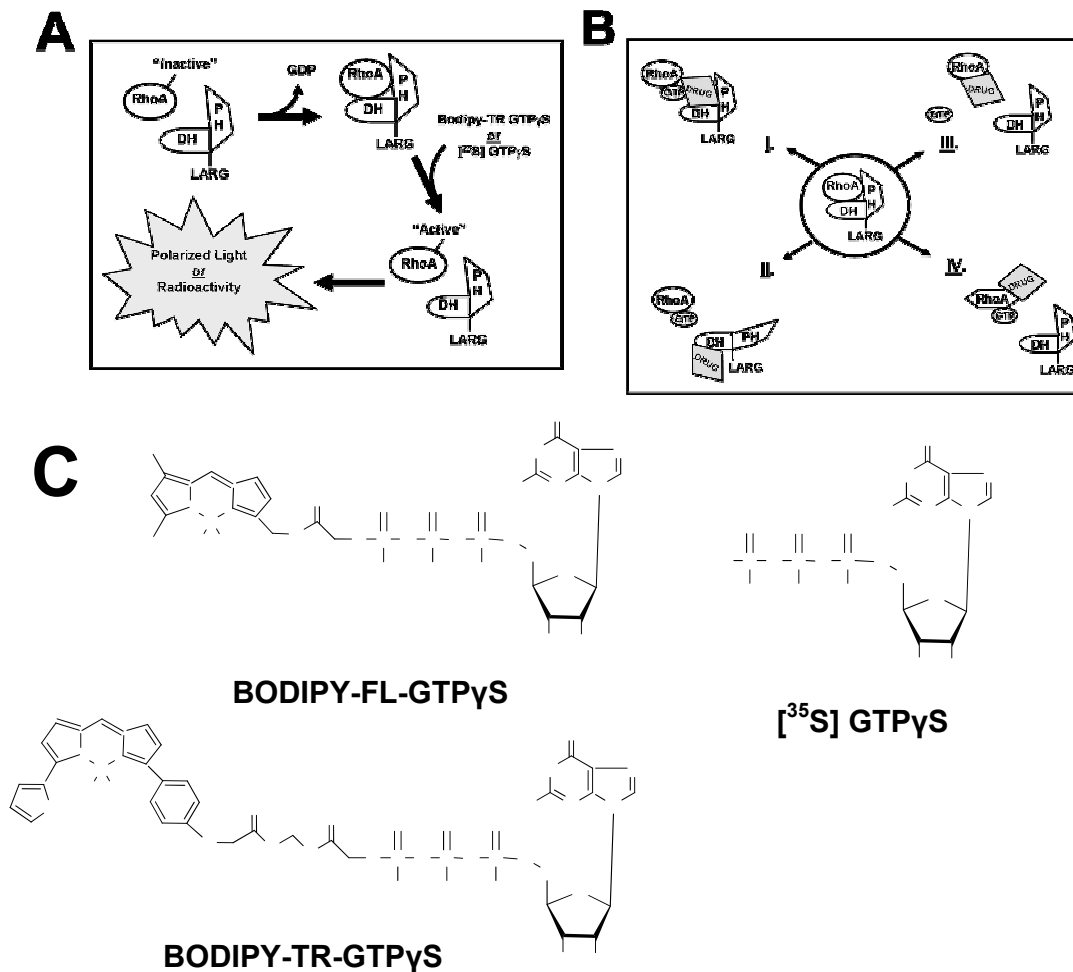 A
"Inactive"
RhoA
GDP
DH
P
H
LARG
RhoA
P
H
DH
LARG
Bodipy-TR GTPγS
or
[³⁵S] GTPγS
"Active"
RhoA
P
H
DH
LARG
Polarized Light
or
Radioactivity
B
RhoA
GTP
DRUG
P
H
DH
LARG
I.
RhoA
DRUG
GTP
P
H
DH
LARG
III.
RhoA
P
H
DH
LARG
II.
RhoA
GTP
DH
PH
DRUG
LARG
IV.
DRUG
RhoA
GTP
P
H
DH
LARG
C
BODIPY-FL-GTPγS
[³⁵S] GTPγS
BODIPY-TR-GTPγS